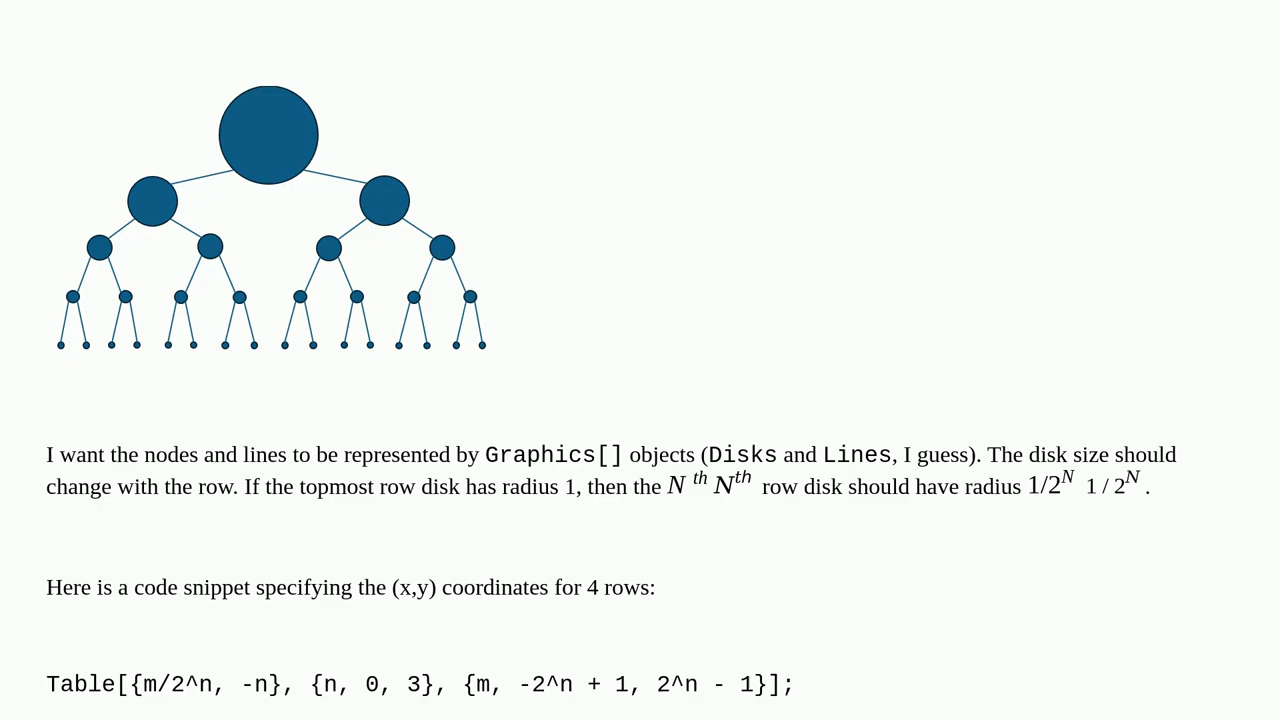 I want the nodes and lines to be represented by Graphics[] objects (Disks and Lines, I guess). The disk size should
change with the row. If the topmost row disk has radius 1, then the N th Nth row disk should have radius 1/2^N 1 / 2^N .
Here is a code snippet specifying the (x,y) coordinates for 4 rows:
Table[{m/2^n, -n}, {n, 0, 3}, {m, -2^n + 1, 2^n - 1}];